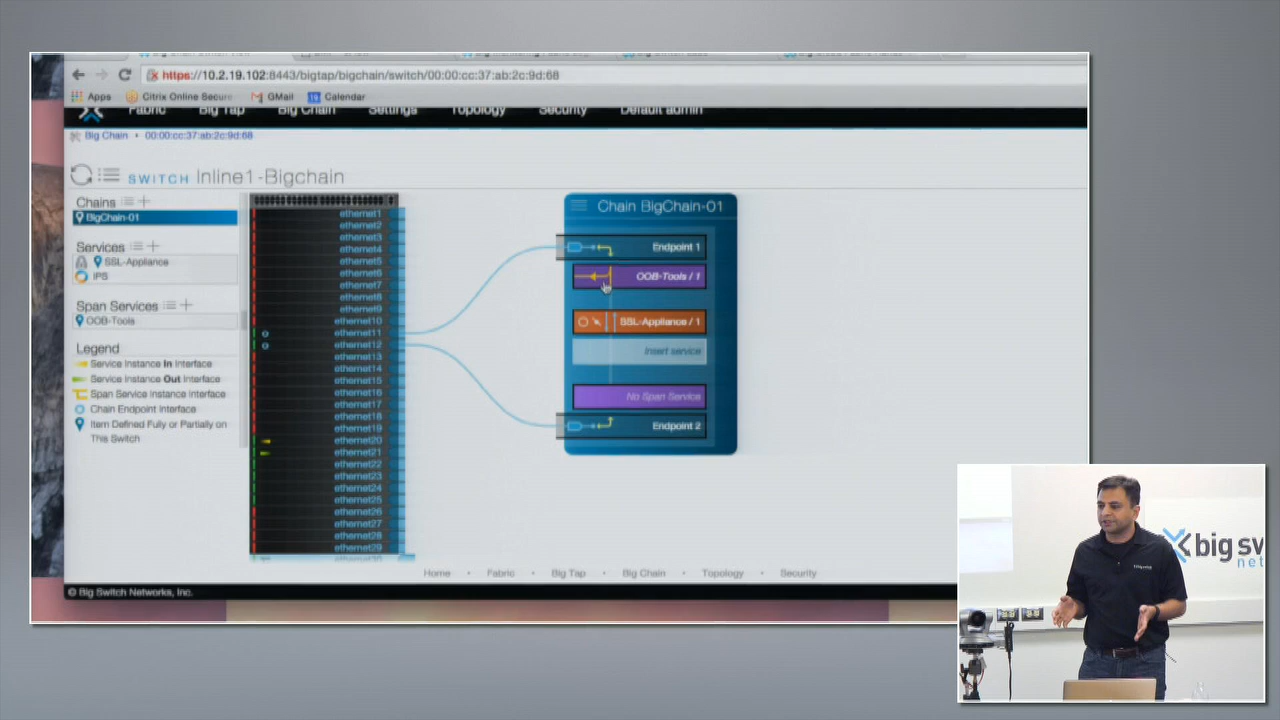 https://10.2.19.102:8443/bigtap/bigchain/switch/00:00:cc:37:ab:2c:9d:68
Apps Citrix Online Secure GMail 19 Calendar
Fabric Big Tap Big Chain Settings Topology Security Default admin
Big Chain 00:00:cc:37:ab:2c:9d:68
SWITCH Inline1-Bigchain
Chains
BigChain-01
Services
SSL-Appliance
IPS
Span Services
OOB-Tools
Legend
Service Instance In Interface
Service Instance Out Interface
Span Service Instance Interface
Chain Endpoint Interface
Item Defined Fully or Partially on
This Switch
ethernet1
ethernet2
ethernet3
ethernet4
ethernet5
ethernet6
ethernet7
ethernet8
ethernet9
ethernet10
ethernet11
ethernet12
ethernet13
ethernet14
ethernet15
ethernet16
ethernet17
ethernet18
ethernet19
ethernet20
ethernet21
ethernet22
ethernet23
ethernet24
ethernet25
ethernet26
ethernet27
ethernet28
ethernet29
ethernet30
Chain BigChain-01
Endpoint 1
OOB-Tools / 1
SSL-Appliance / 1
Insert service
No Span Service
Endpoint 2
Home • Fabric • Big Tap • Big Chain • Topology • Security
© Big Switch Networks, Inc.
big sw
net